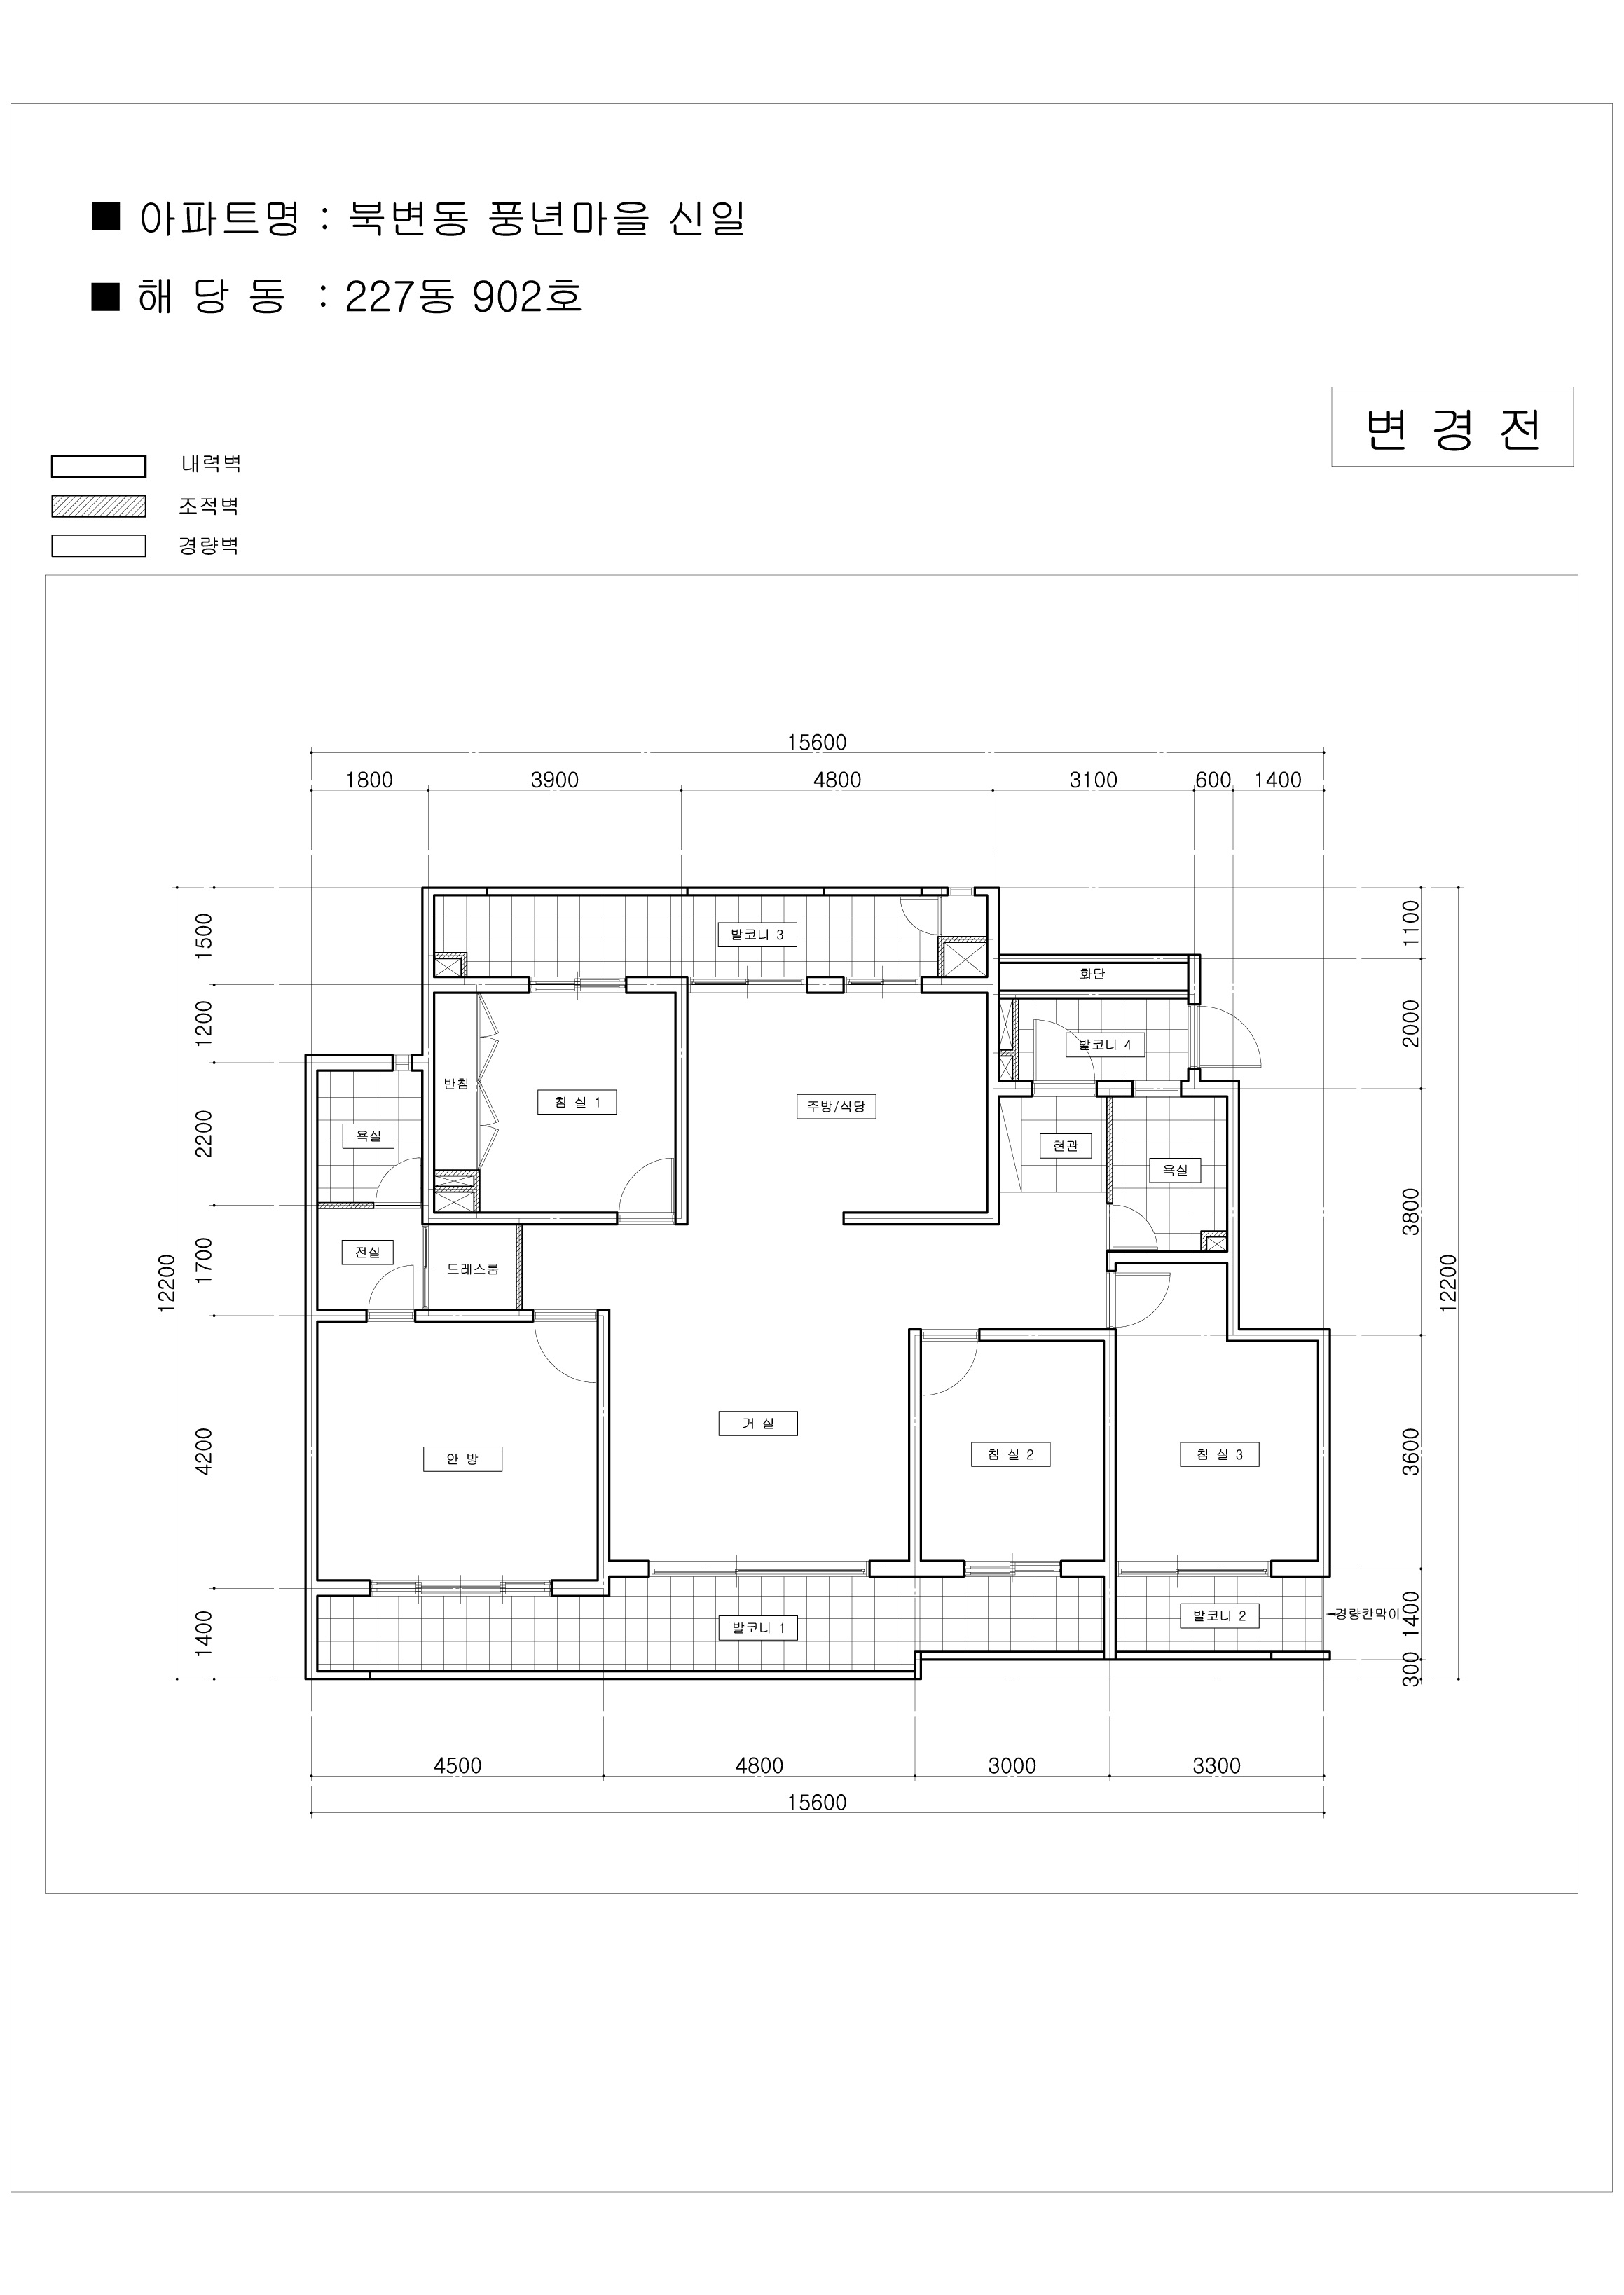 ■ 아파트명 : 북변동 풍년마을 신일
■ 해 당 동 : 227동 902호
변 경 전
내력벽
조적벽
경량벽
15600
1800 3900 4800 3100 600 1400
1500
1200
2200
1700
4200
1400
12200
1100
2000
3800
3600
1400
300
12200
발코니 3
화단
발코니 4
반침
침 실 1
주방/식당
욕실
현관
욕실
전실
드레스룸
거 실
안 방
침 실 2
침 실 3
발코니 1
발코니 2
경량칸막이
4500 4800 3000 3300
15600